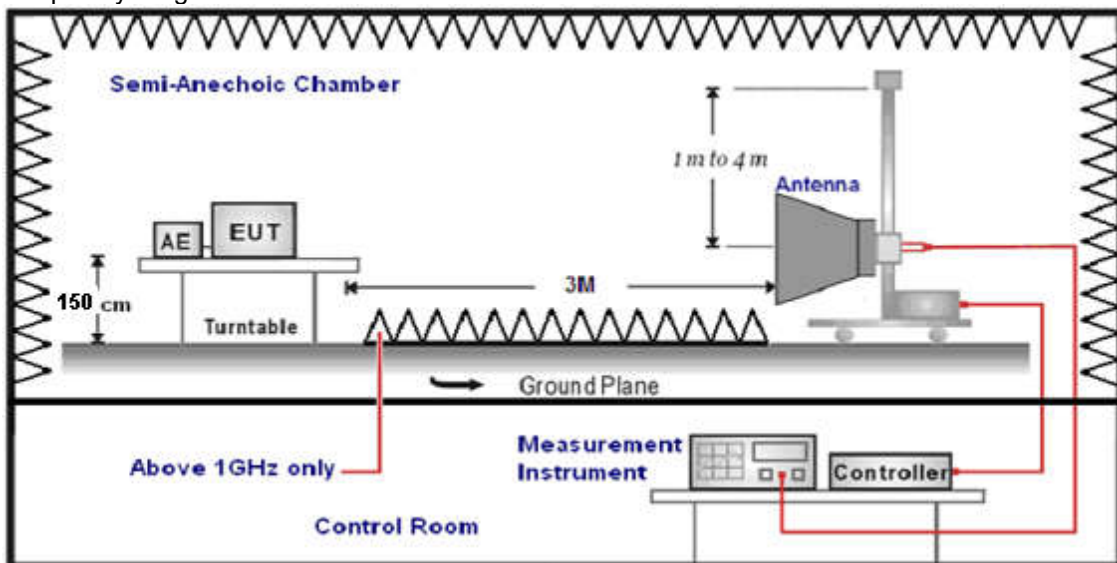 Semi-Anechoic Chamber
1 m to 4 m
Antenna
AE
EUT
150 cm
3M
Turntable
Ground Plane
Above 1GHz only
Measurement
Instrument
Controller
Control Room